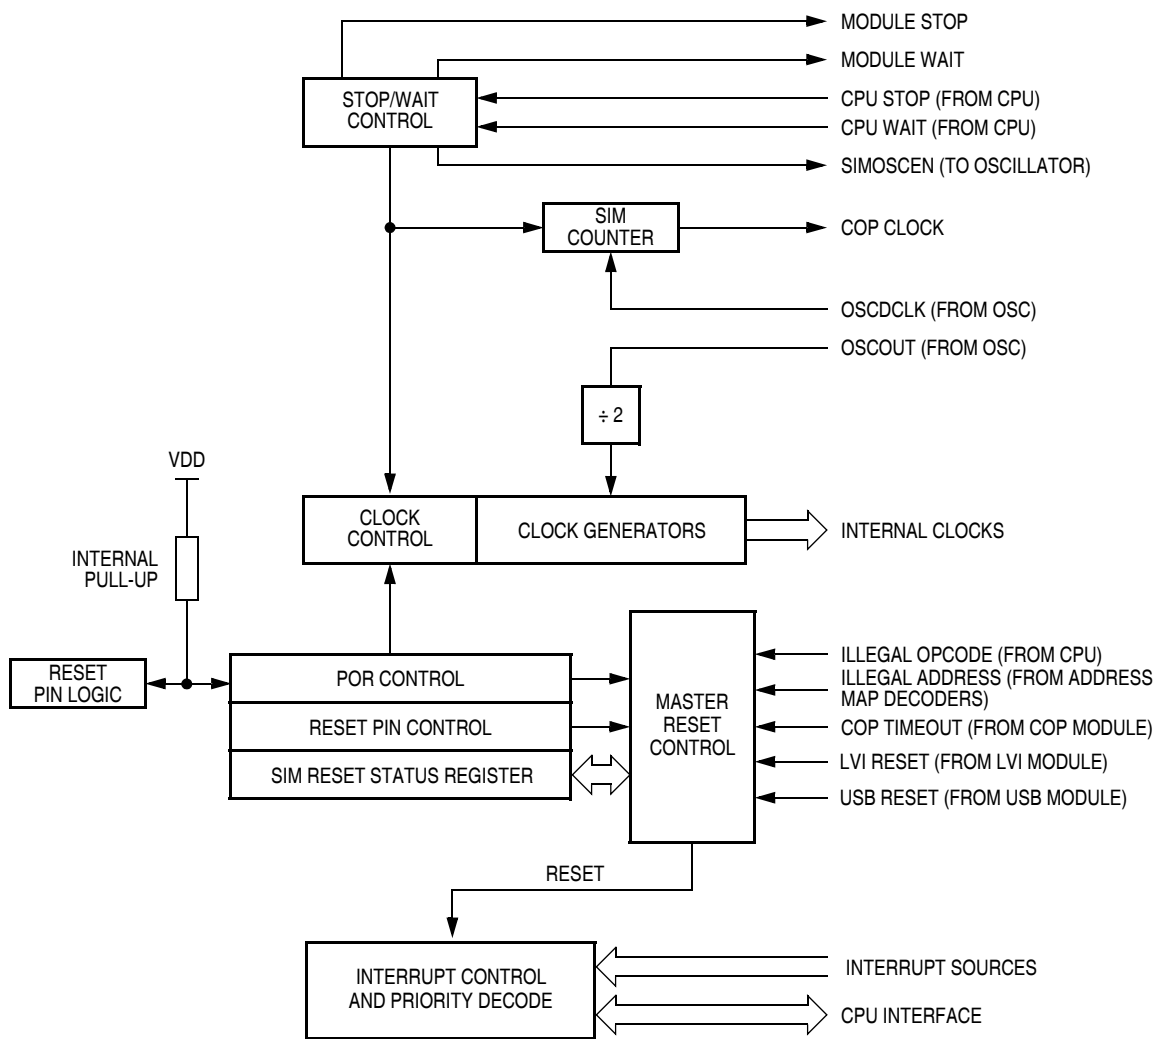 MODULE STOP
MODULE WAIT
STOP/WAIT
CONTROL
CPU STOP (FROM CPU)
CPU WAIT (FROM CPU)
SIMOSCEN (TO OSCILLATOR)
SIM
COUNTER
COP CLOCK
OSCDCLK (FROM OSC)
OSCOUT (FROM OSC)
÷ 2
VDD
INTERNAL
PULL-UP
CLOCK
CONTROL
CLOCK GENERATORS
INTERNAL CLOCKS
RESET
PIN LOGIC
POR CONTROL
RESET PIN CONTROL
SIM RESET STATUS REGISTER
MASTER
RESET
CONTROL
ILLEGAL OPCODE (FROM CPU)
ILLEGAL ADDRESS (FROM ADDRESS
MAP DECODERS)
COP TIMEOUT (FROM COP MODULE)
LVI RESET (FROM LVI MODULE)
USB RESET (FROM USB MODULE)
RESET
INTERRUPT CONTROL
AND PRIORITY DECODE
INTERRUPT SOURCES
CPU INTERFACE